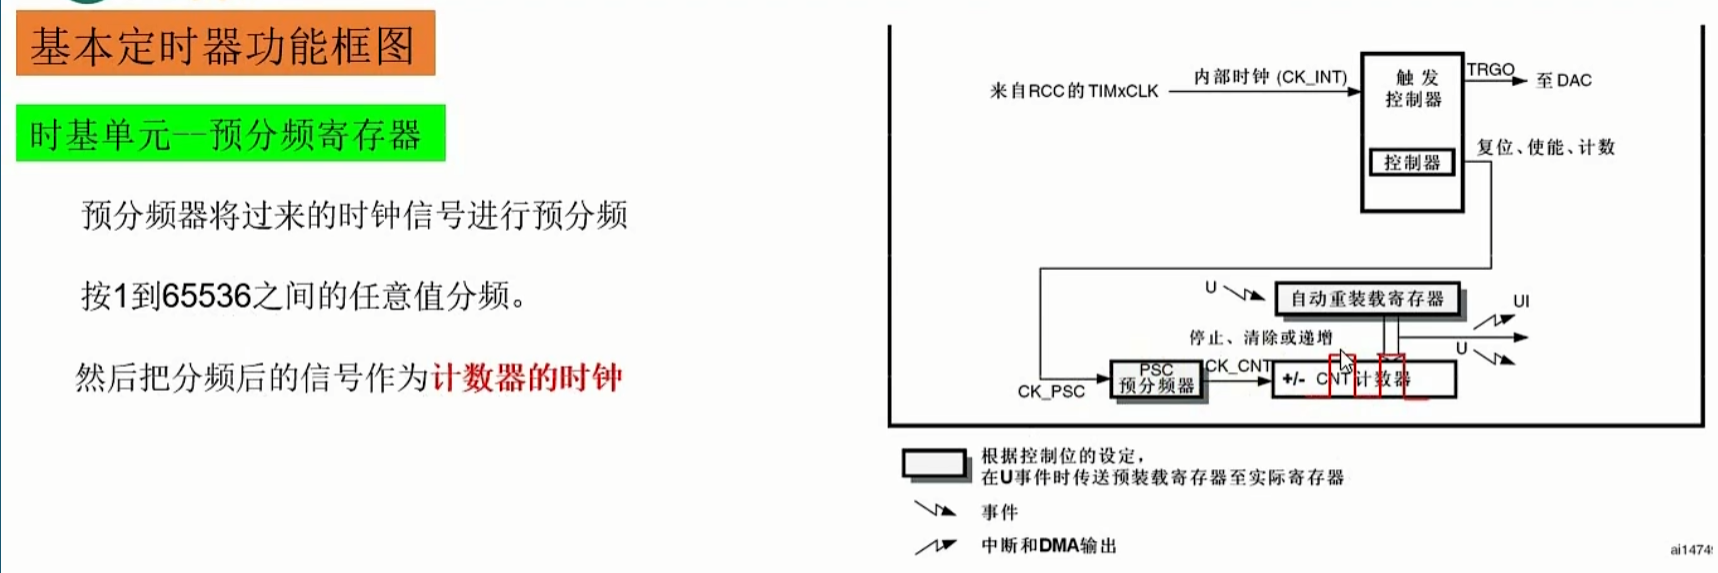 基本定时器功能框图
时基单元--预分频寄存器
预分频器将过来的时钟信号进行预分频
按1到65536之间的任意值分频。
然后把分频后的信号作为计数器的时钟
来自RCC的TIMxCLK
内部时钟 (CK_INT)
触发
控制器
TRGO
至DAC
控制器
复位、使能、计数
U
自动重装载寄存器
UI
停止、清除或递增
U
CK_PSC
PSC
预分频器
CK_CNT
+/- CNT计数器
根据控制位的设定，
在U事件时传送预装载寄存器至实际寄存器
事件
中断和DMA输出